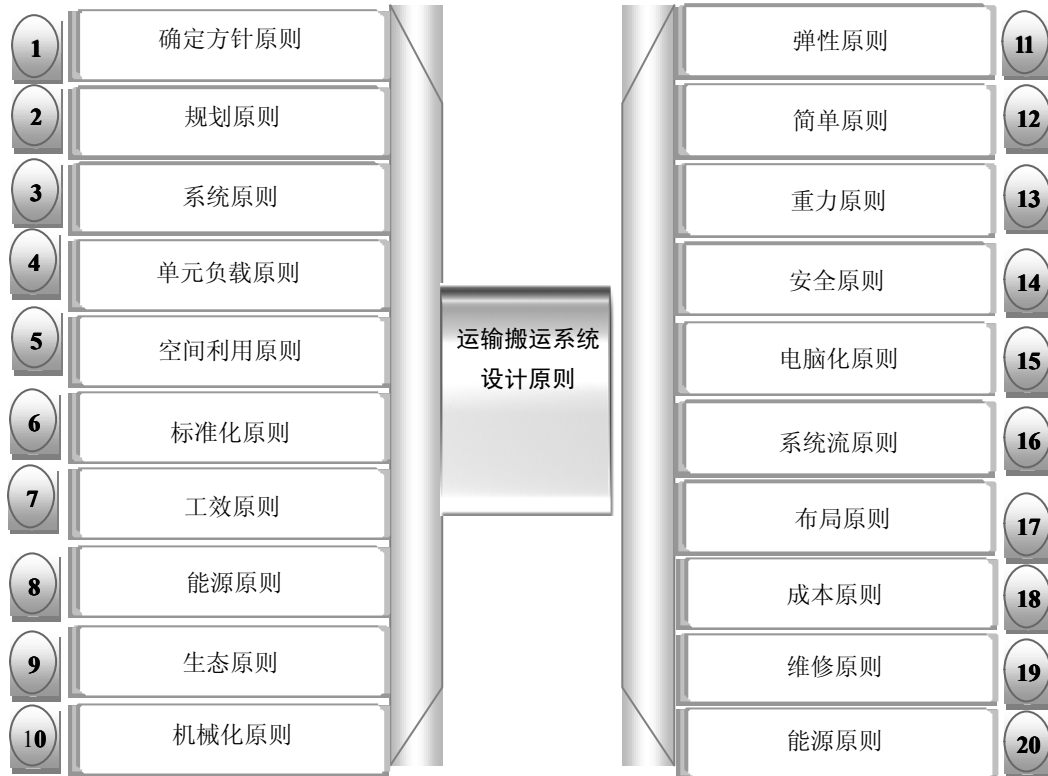 1
确定方针原则
2
规划原则
3
系统原则
4
单元负载原则
5
空间利用原则
6
标准化原则
7
工效原则
8
能源原则
9
生态原则
10
机械化原则
运输搬运系统
设计原则
弹性原则
11
简单原则
12
重力原则
13
安全原则
14
电脑化原则
15
系统流原则
16
布局原则
17
成本原则
18
维修原则
19
能源原则
20